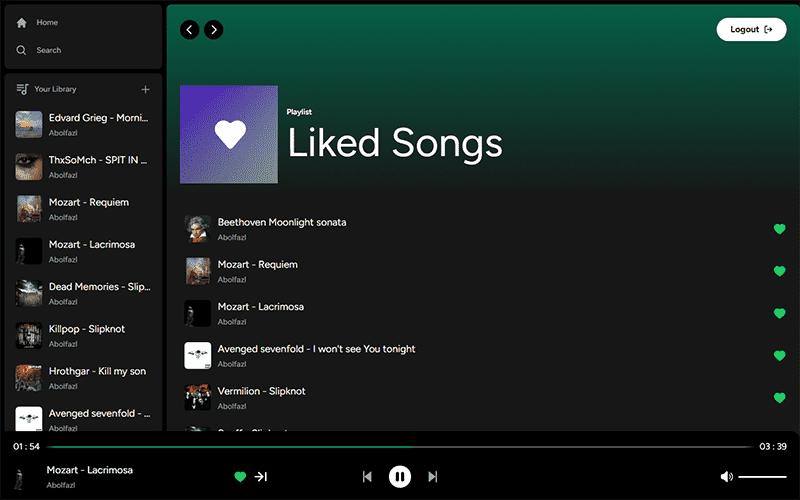 Home
Search
Your Library
Edvard Grieg - Morni...
Abolfazl
ThxSoMch - SPIT IN ...
Abolfazl
Mozart - Requiem
Abolfazl
Mozart - Lacrimosa
Abolfazl
Dead Memories - Slip...
Abolfazl
Killpop - Slipknot
Abolfazl
Hrothgar - Kill my son
Abolfazl
Avenged sevenfold - ...
Abolfazl
Logout
Playlist
Liked Songs
Beethoven Moonlight sonata
Abolfazl
Mozart - Requiem
Abolfazl
Mozart - Lacrimosa
Abolfazl
Avenged sevenfold - I won't see You tonight
Abolfazl
Vermilion - Slipknot
Abolfazl
01 : 54
03 : 39
Mozart - Lacrimosa
Abolfazl